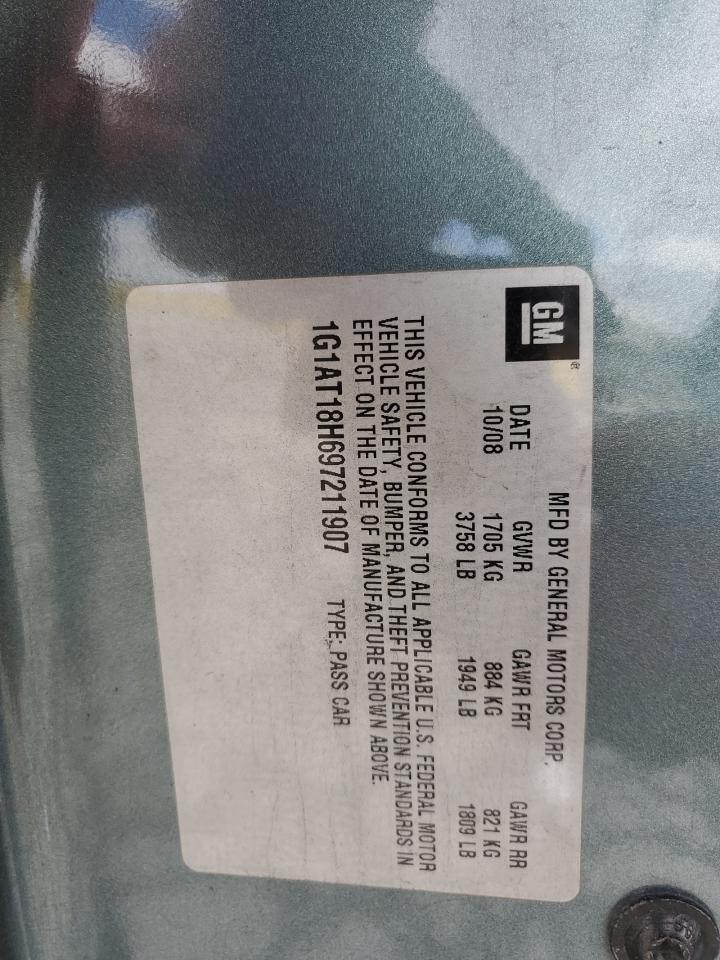 GM®
MFD BY GENERAL MOTORS CORP.
DATE GVWR GAWR FRT GAWR RR
10/08 1705 KG 884 KG 821 KG
3758 LB 1949 LB 1809 LB
THIS VEHICLE CONFORMS TO ALL APPLICABLE U.S. FEDERAL MOTOR
VEHICLE SAFETY, BUMPER, AND THEFT PREVENTION STANDARDS IN
EFFECT ON THE DATE OF MANUFACTURE SHOWN ABOVE.
1G1AT18H697211907 TYPE: PASS CAR